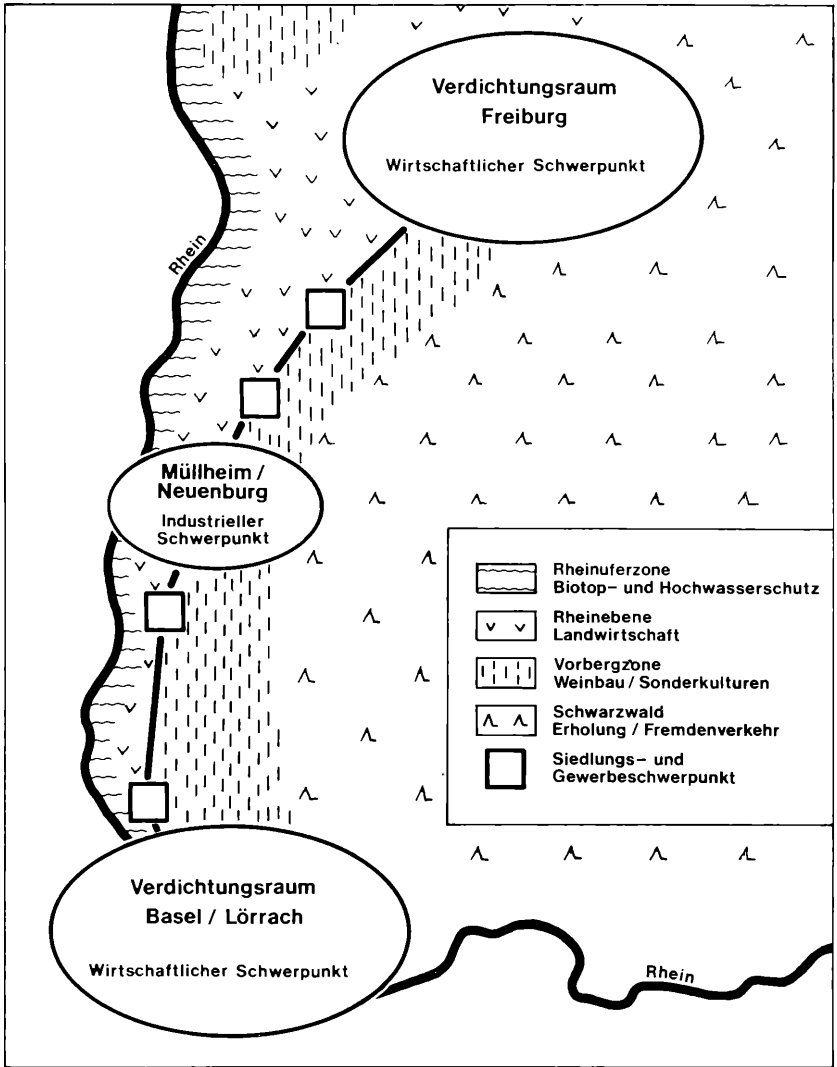 Verdichtungsraum
Freiburg
Wirtschaftlicher Schwerpunkt
Rhein
Müllheim /
Neuenburg
Industrieller
Schwerpunkt
Rheinuferzone
Biotop- und Hochwasserschutz
Rheinebene
Landwirtschaft
Vorbergzone
Weinbau / Sonderkulturen
Schwarzwald
Erholung / Fremdenverkehr
Siedlungs- und
Gewerbeschwerpunkt
Verdichtungsraum
Basel / Lörrach
Wirtschaftlicher Schwerpunkt
Rhein